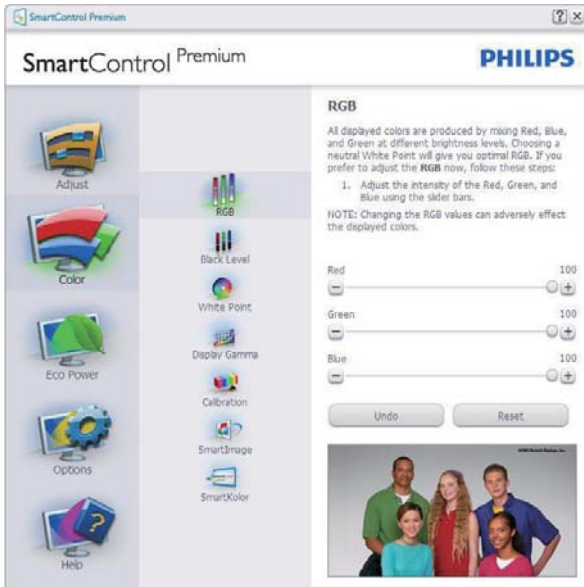 SmartControl Premium
? ×
SmartControl Premium
PHILIPS
Adjust
Color
Eco Power
Options
Help
RGB
Black Level
White Point
Display Gamma
Calibration
SmartImage
SmartKolor
RGB
All displayed colors are produced by mixing Red, Blue,
and Green at different brightness levels. Choosing a
neutral White Point will give you optimal RGB. If you
prefer to adjust the RGB now, follow these steps:
1. Adjust the intensity of the Red, Green, and
Blue using the slider bars.
NOTE: Changing the RGB values can adversely effect
the displayed colors.
Red 100
Green 100
Blue 100
Undo Reset